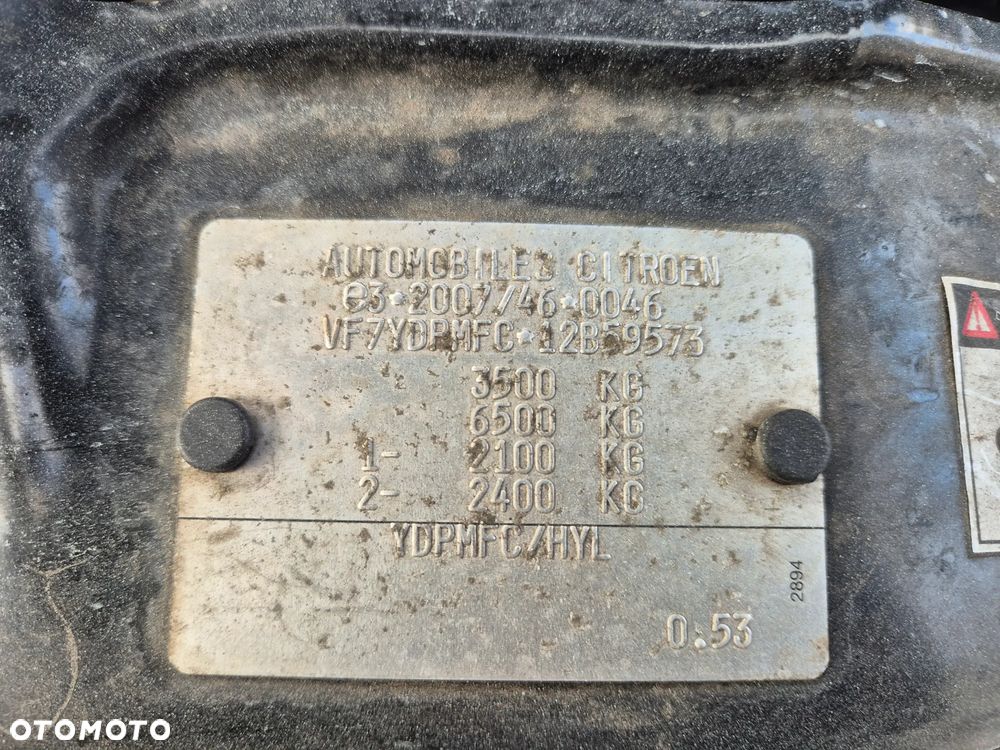 AUTOMOBILES CITROEN
e3*2007/46*0046
VF7YDPMFC*12B59573
- 3500 KG
- 6500 KG
1- 2100 KG
2- 2400 KG
YDPMFC/HYL
2894
0.53
OTOMOTO